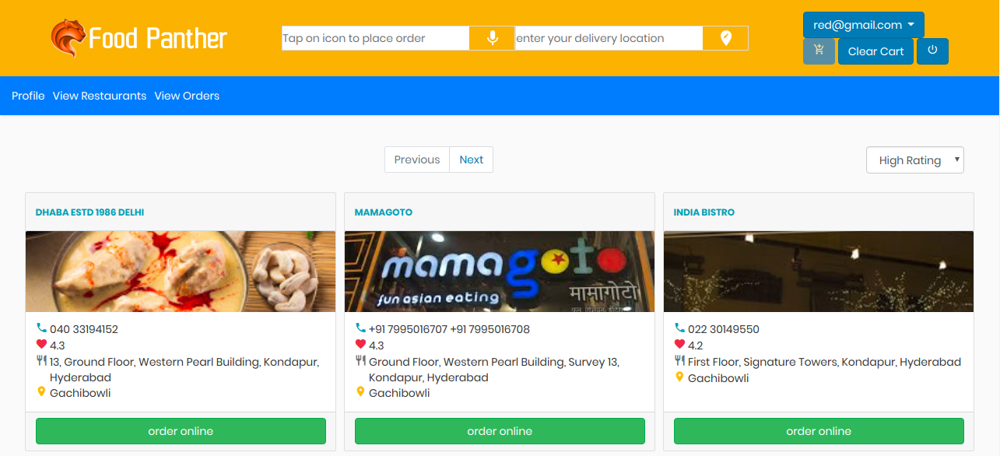 Food Panther
Tap on icon to place order
enter your delivery location
red@gmail.com
Clear Cart
Profile View Restaurants View Orders
Previous Next
High Rating
DHABA ESTD 1986 DELHI
040 33194152
4.3
13, Ground Floor, Western Pearl Building, Kondapur,
Hyderabad
Gachibowli
order online
MAMAGOTO
mamagoto
fun asian eating
मामागोटो
+91 7995016707 +91 7995016708
4.3
Ground Floor, Western Pearl Building, Survey 13,
Kondapur, Hyderabad
Gachibowli
order online
INDIA BISTRO
022 30149550
4.2
First Floor, Signature Towers, Kondapur, Hyderabad
Gachibowli
order online